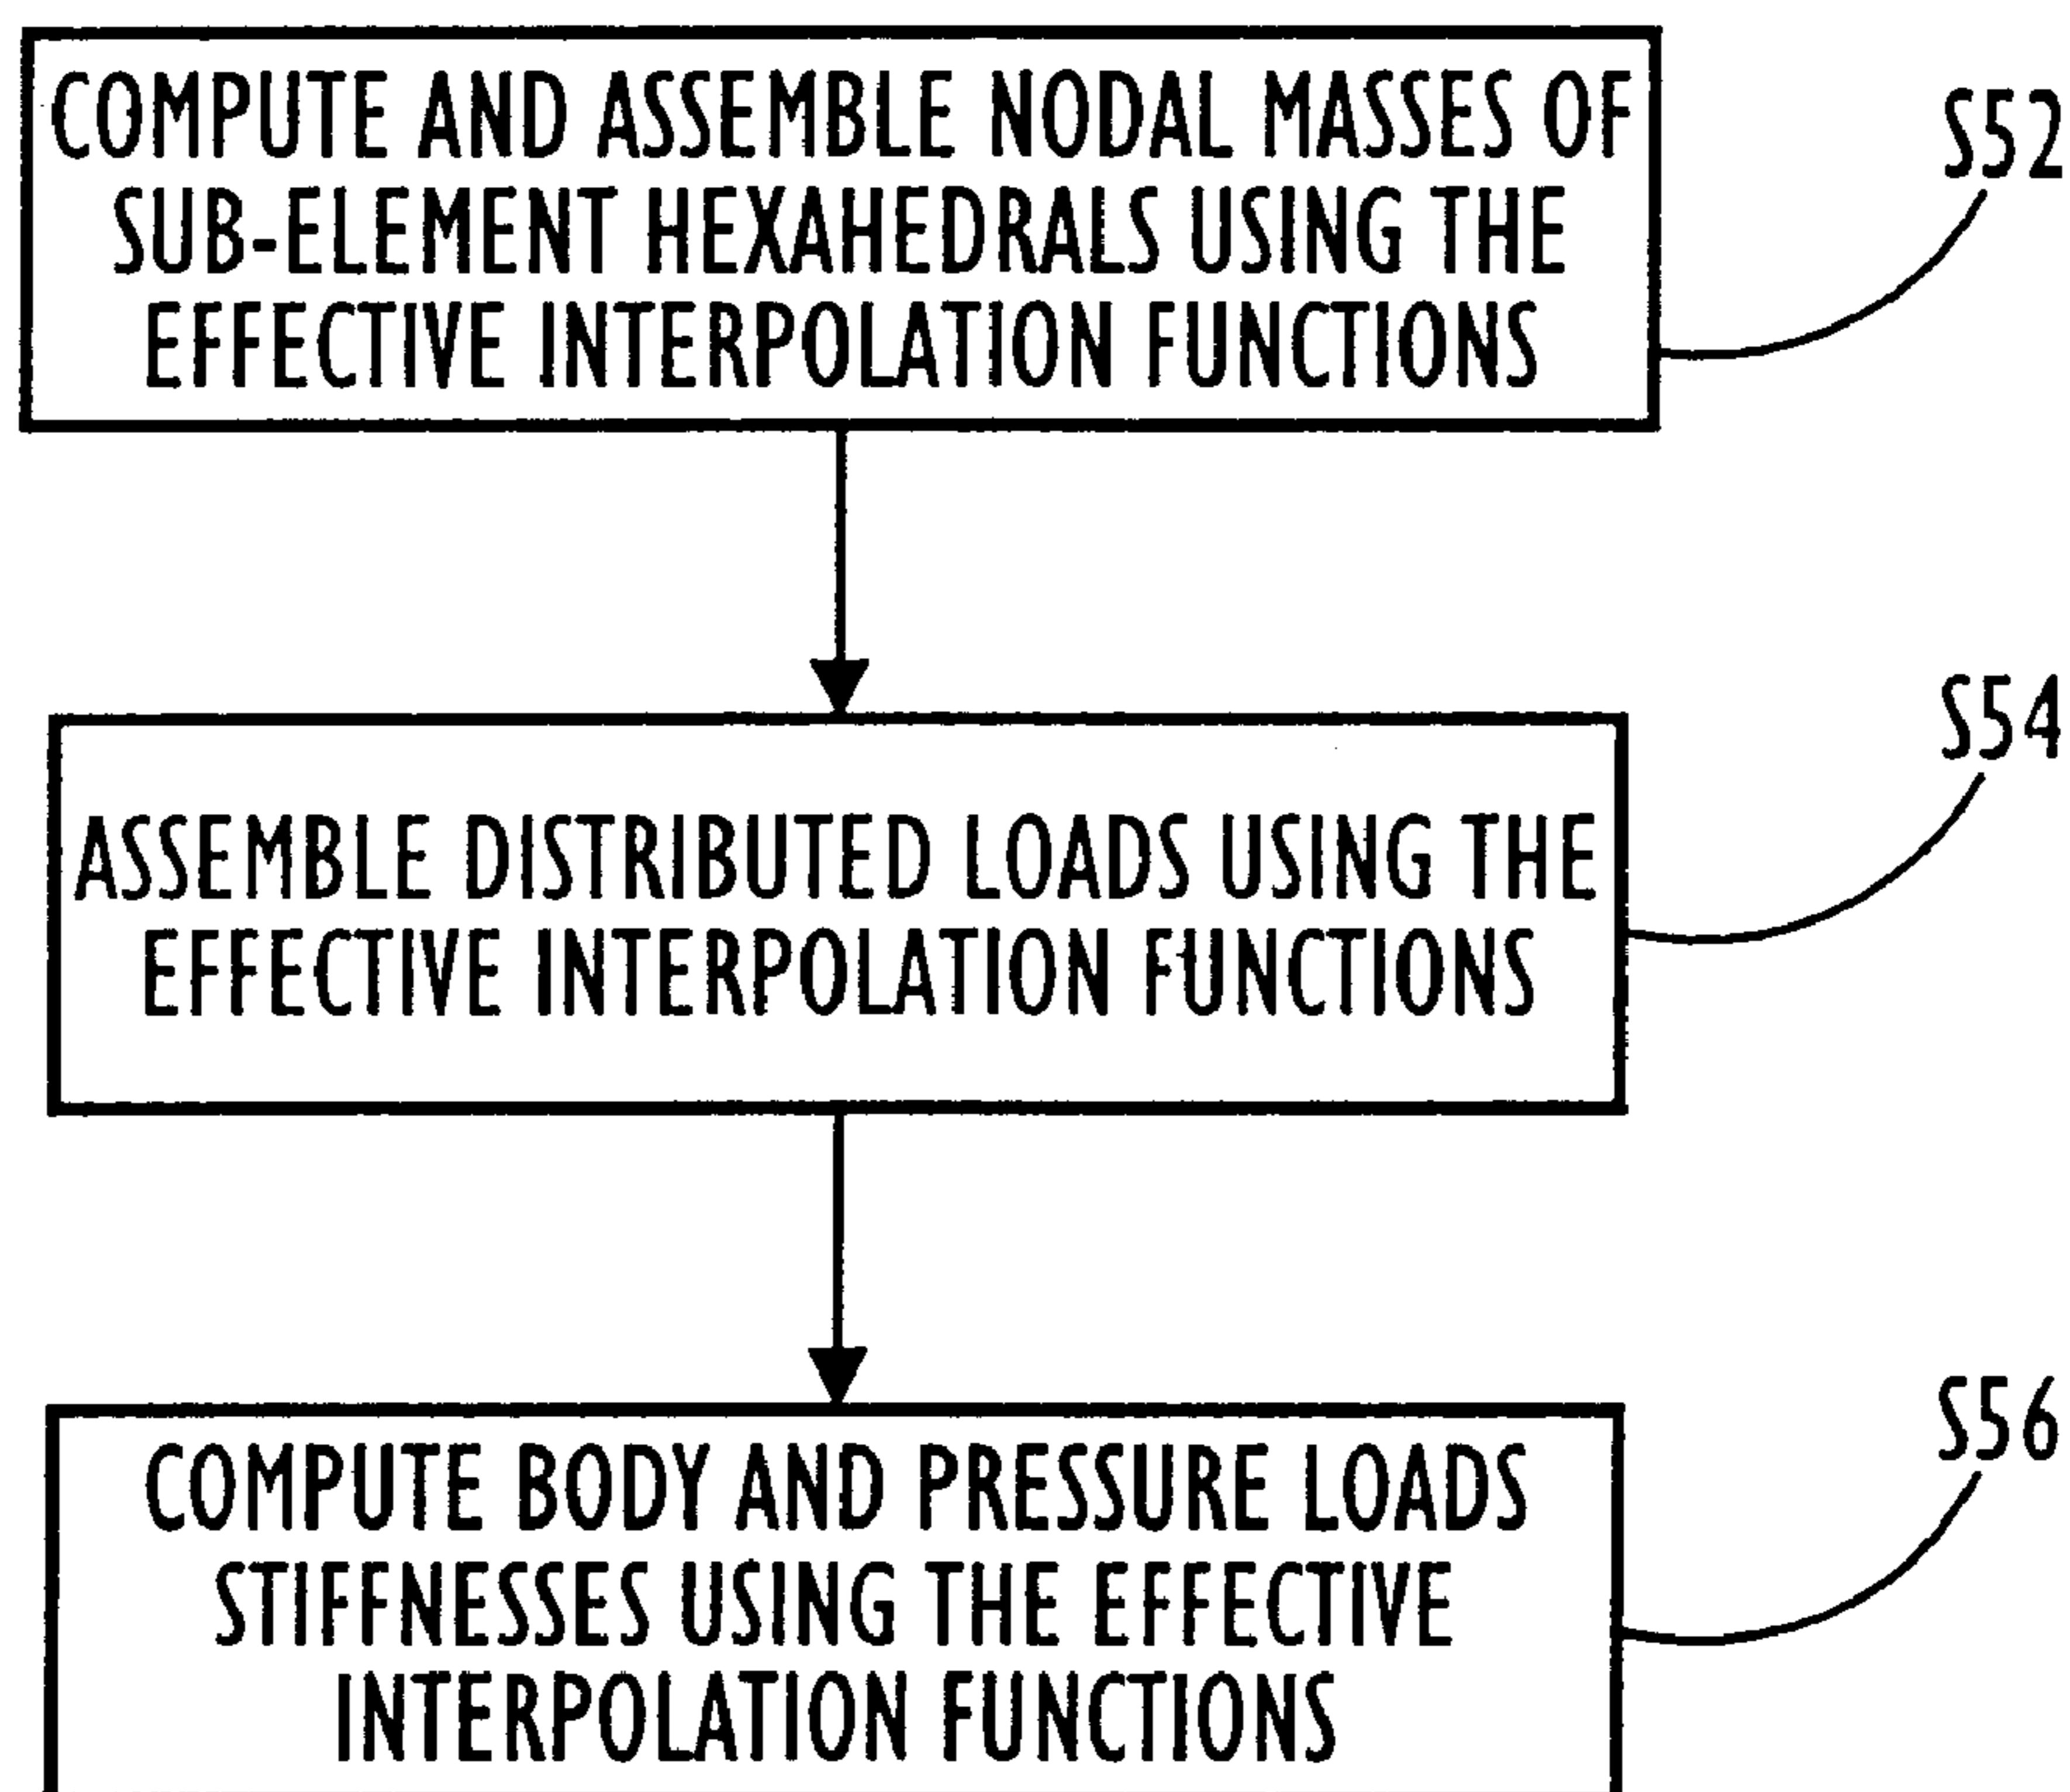 COMPUTE AND ASSEMBLE NODAL MASSES OF
SUB-ELEMENT HEXAHEDRALS USING THE
EFFECTIVE INTERPOLATION FUNCTIONS
S52
ASSEMBLE DISTRIBUTED LOADS USING THE
EFFECTIVE INTERPOLATION FUNCTIONS
S54
COMPUTE BODY AND PRESSURE LOADS
STIFFNESSES USING THE EFFECTIVE
INTERPOLATION FUNCTIONS
S56